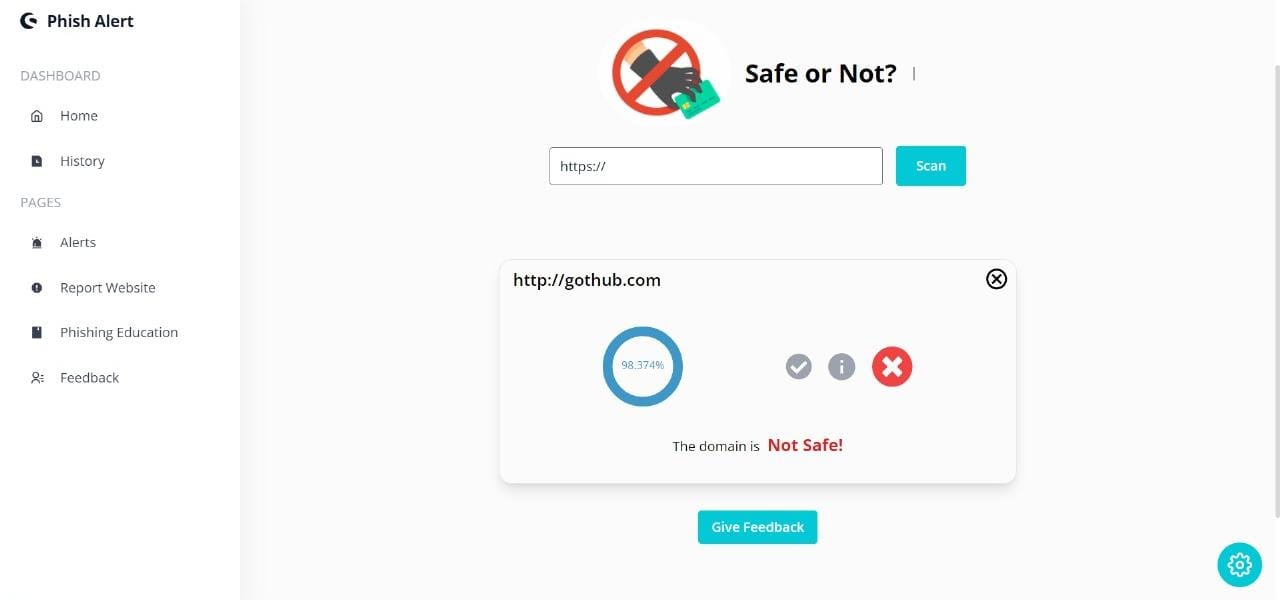 Phish Alert
DASHBOARD
Home
History
PAGES
Alerts
Report Website
Phishing Education
Feedback
Safe or Not? |
https://
Scan
http://gothub.com
98.374%
The domain is Not Safe!
Give Feedback